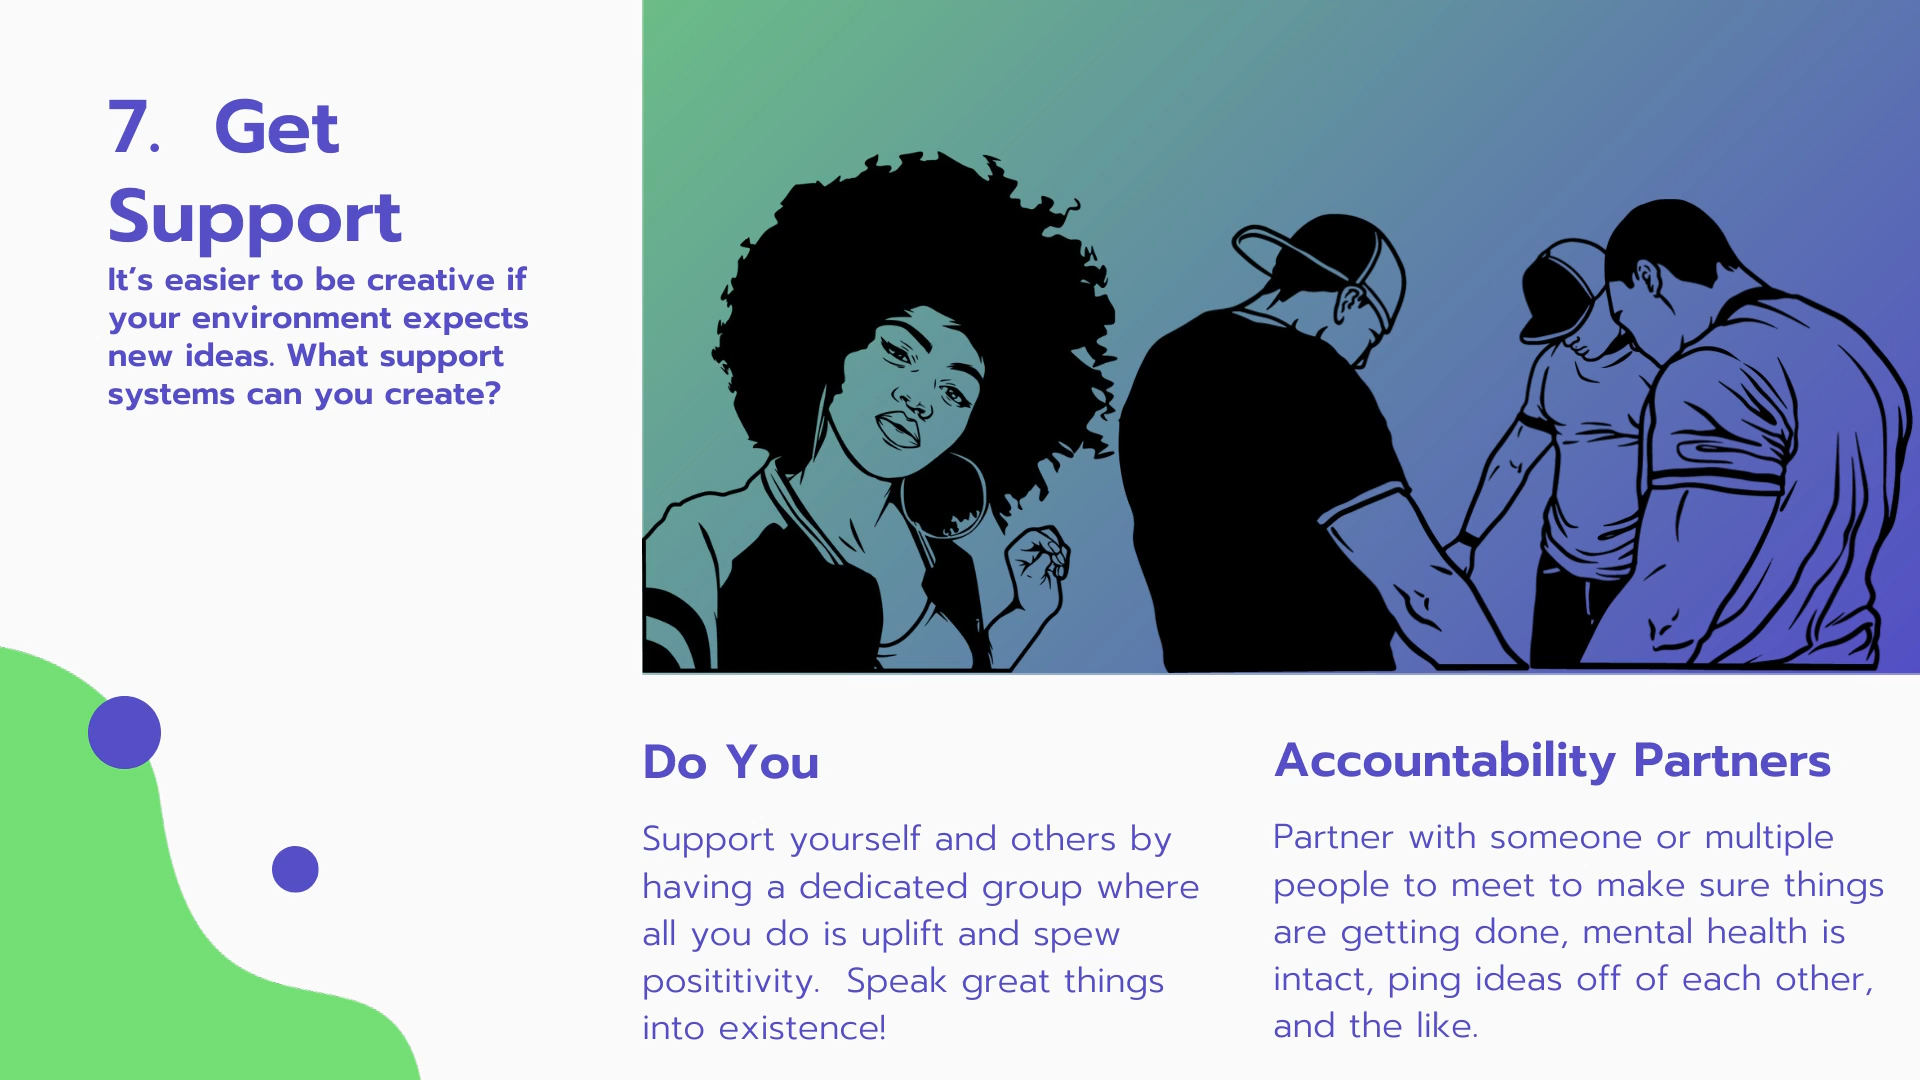 7.  Get
Support
It’s easier to be creative if
your environment expects
new ideas. What support
systems can you create?
Do You
Support yourself and others by
having a dedicated group where
all you do is uplift and spew
posititivity.  Speak great things
into existence!
Accountability Partners
Partner with someone or multiple
people to meet to make sure things
are getting done, mental health is
intact, ping ideas off of each other,
and the like.